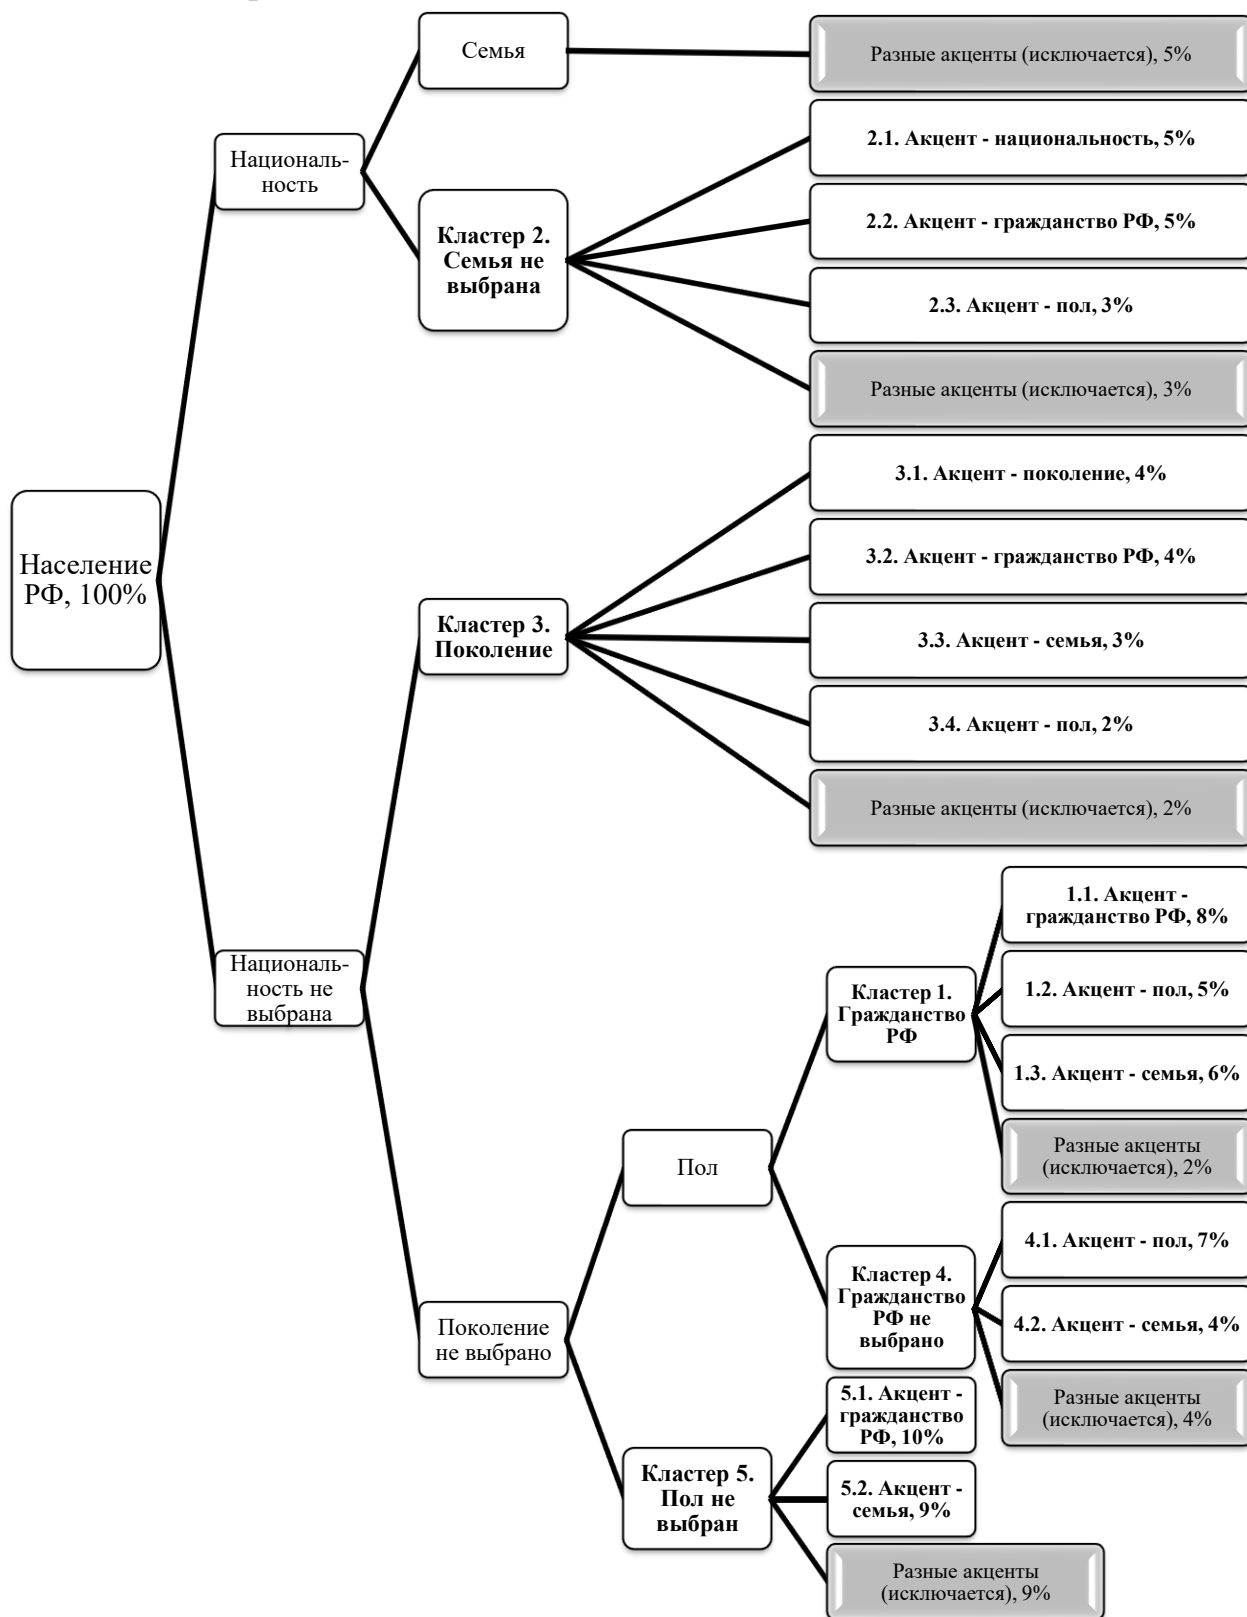 Население
РФ, 100%
Националь-
ность
Семья
Разные акценты (исключается), 5%
Кластер 2.
Семья не
выбрана
2.1. Акцент - национальность, 5%
2.2. Акцент - гражданство РФ, 5%
2.3. Акцент - пол, 3%
Разные акценты (исключается), 3%
Националь-
ность не
выбрана
Кластер 3.
Поколение
3.1. Акцент - поколение, 4%
3.2. Акцент - гражданство РФ, 4%
3.3. Акцент - семья, 3%
3.4. Акцент - пол, 2%
Разные акценты (исключается), 2%
Поколение
не выбрано
Пол
Кластер 1.
Гражданство
РФ
1.1. Акцент -
гражданство РФ, 8%
1.2. Акцент - пол, 5%
1.3. Акцент - семья, 6%
Разные акценты
(исключается), 2%
Кластер 4.
Гражданство
РФ не
выбрано
4.1. Акцент - пол, 7%
4.2. Акцент - семья, 4%
Разные акценты
(исключается), 4%
Кластер 5.
Пол не
выбран
5.1. Акцент -
гражданство
РФ, 10%
5.2. Акцент -
семья, 9%
Разные акценты
(исключается), 9%